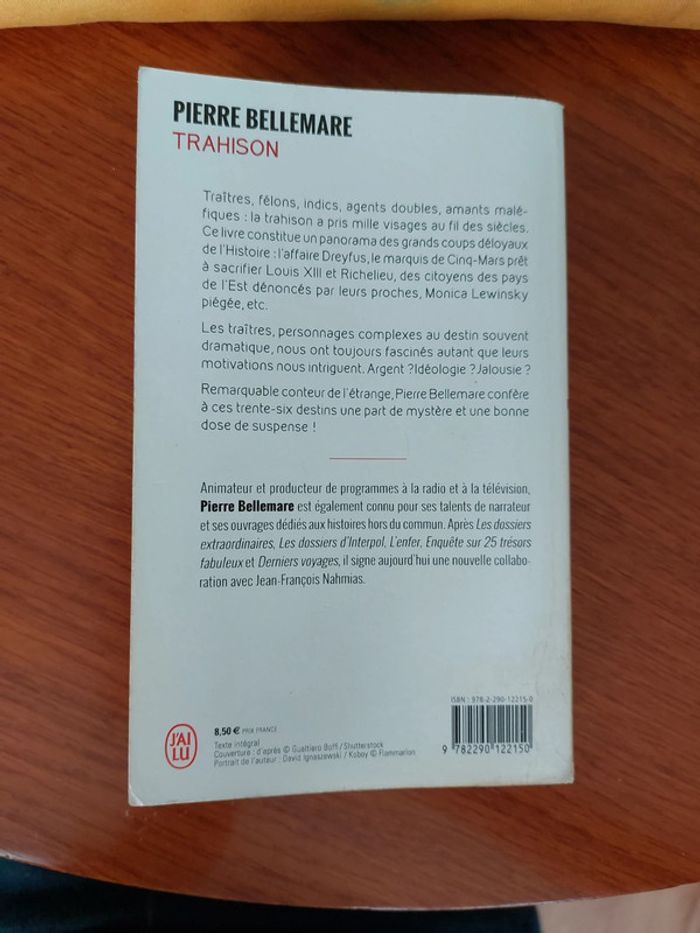 PIERRE BELLEMARE
TRAHISON
Traîtres, félons, indics, agents doubles, amants malé-
fiques : la trahison a pris mille visages au fil des siècles.
Ce livre constitue un panorama des grands coups déloyaux
de l'Histoire : l'affaire Dreyfus, le marquis de Cinq-Mars prêt
à sacrifier Louis XIII et Richelieu, des citoyens des pays
de l'Est dénoncés par leurs proches, Monica Lewinsky
piégée, etc.
Les traîtres, personnages complexes au destin souvent
dramatique, nous ont toujours fascinés autant que leurs
motivations nous intriguent. Argent ?Idéologie ?Jalousie ?
Remarquable conteur de l'étrange, Pierre Bellemare confère
à ces trente-six destins une part de mystère et une bonne
dose de suspense !
Animateur et producteur de programmes à la radio et à la télévision,
Pierre Bellemare est également connu pour ses talents de narrateur
et ses ouvrages dédiés aux histoires hors du commun. Après Les dossiers
extraordinaires, Les dossiers d'Interpol, L'enfer, Enquête sur 25 trésors
fabuleux et Derniers voyages, il signe aujourd'hui une nouvelle collabo-
ration avec Jean-François Nahmias.
ISBN : 978-2-290-12215-0
J'AI
LU
8,50 € PRIX FRANCE
Texte intégral
Couverture : d'après © Gualtiero Boffi / Shutterstock
Portrait de l'auteur : David Ignaszewski / Koboy © Flammarion
9 782290 122150